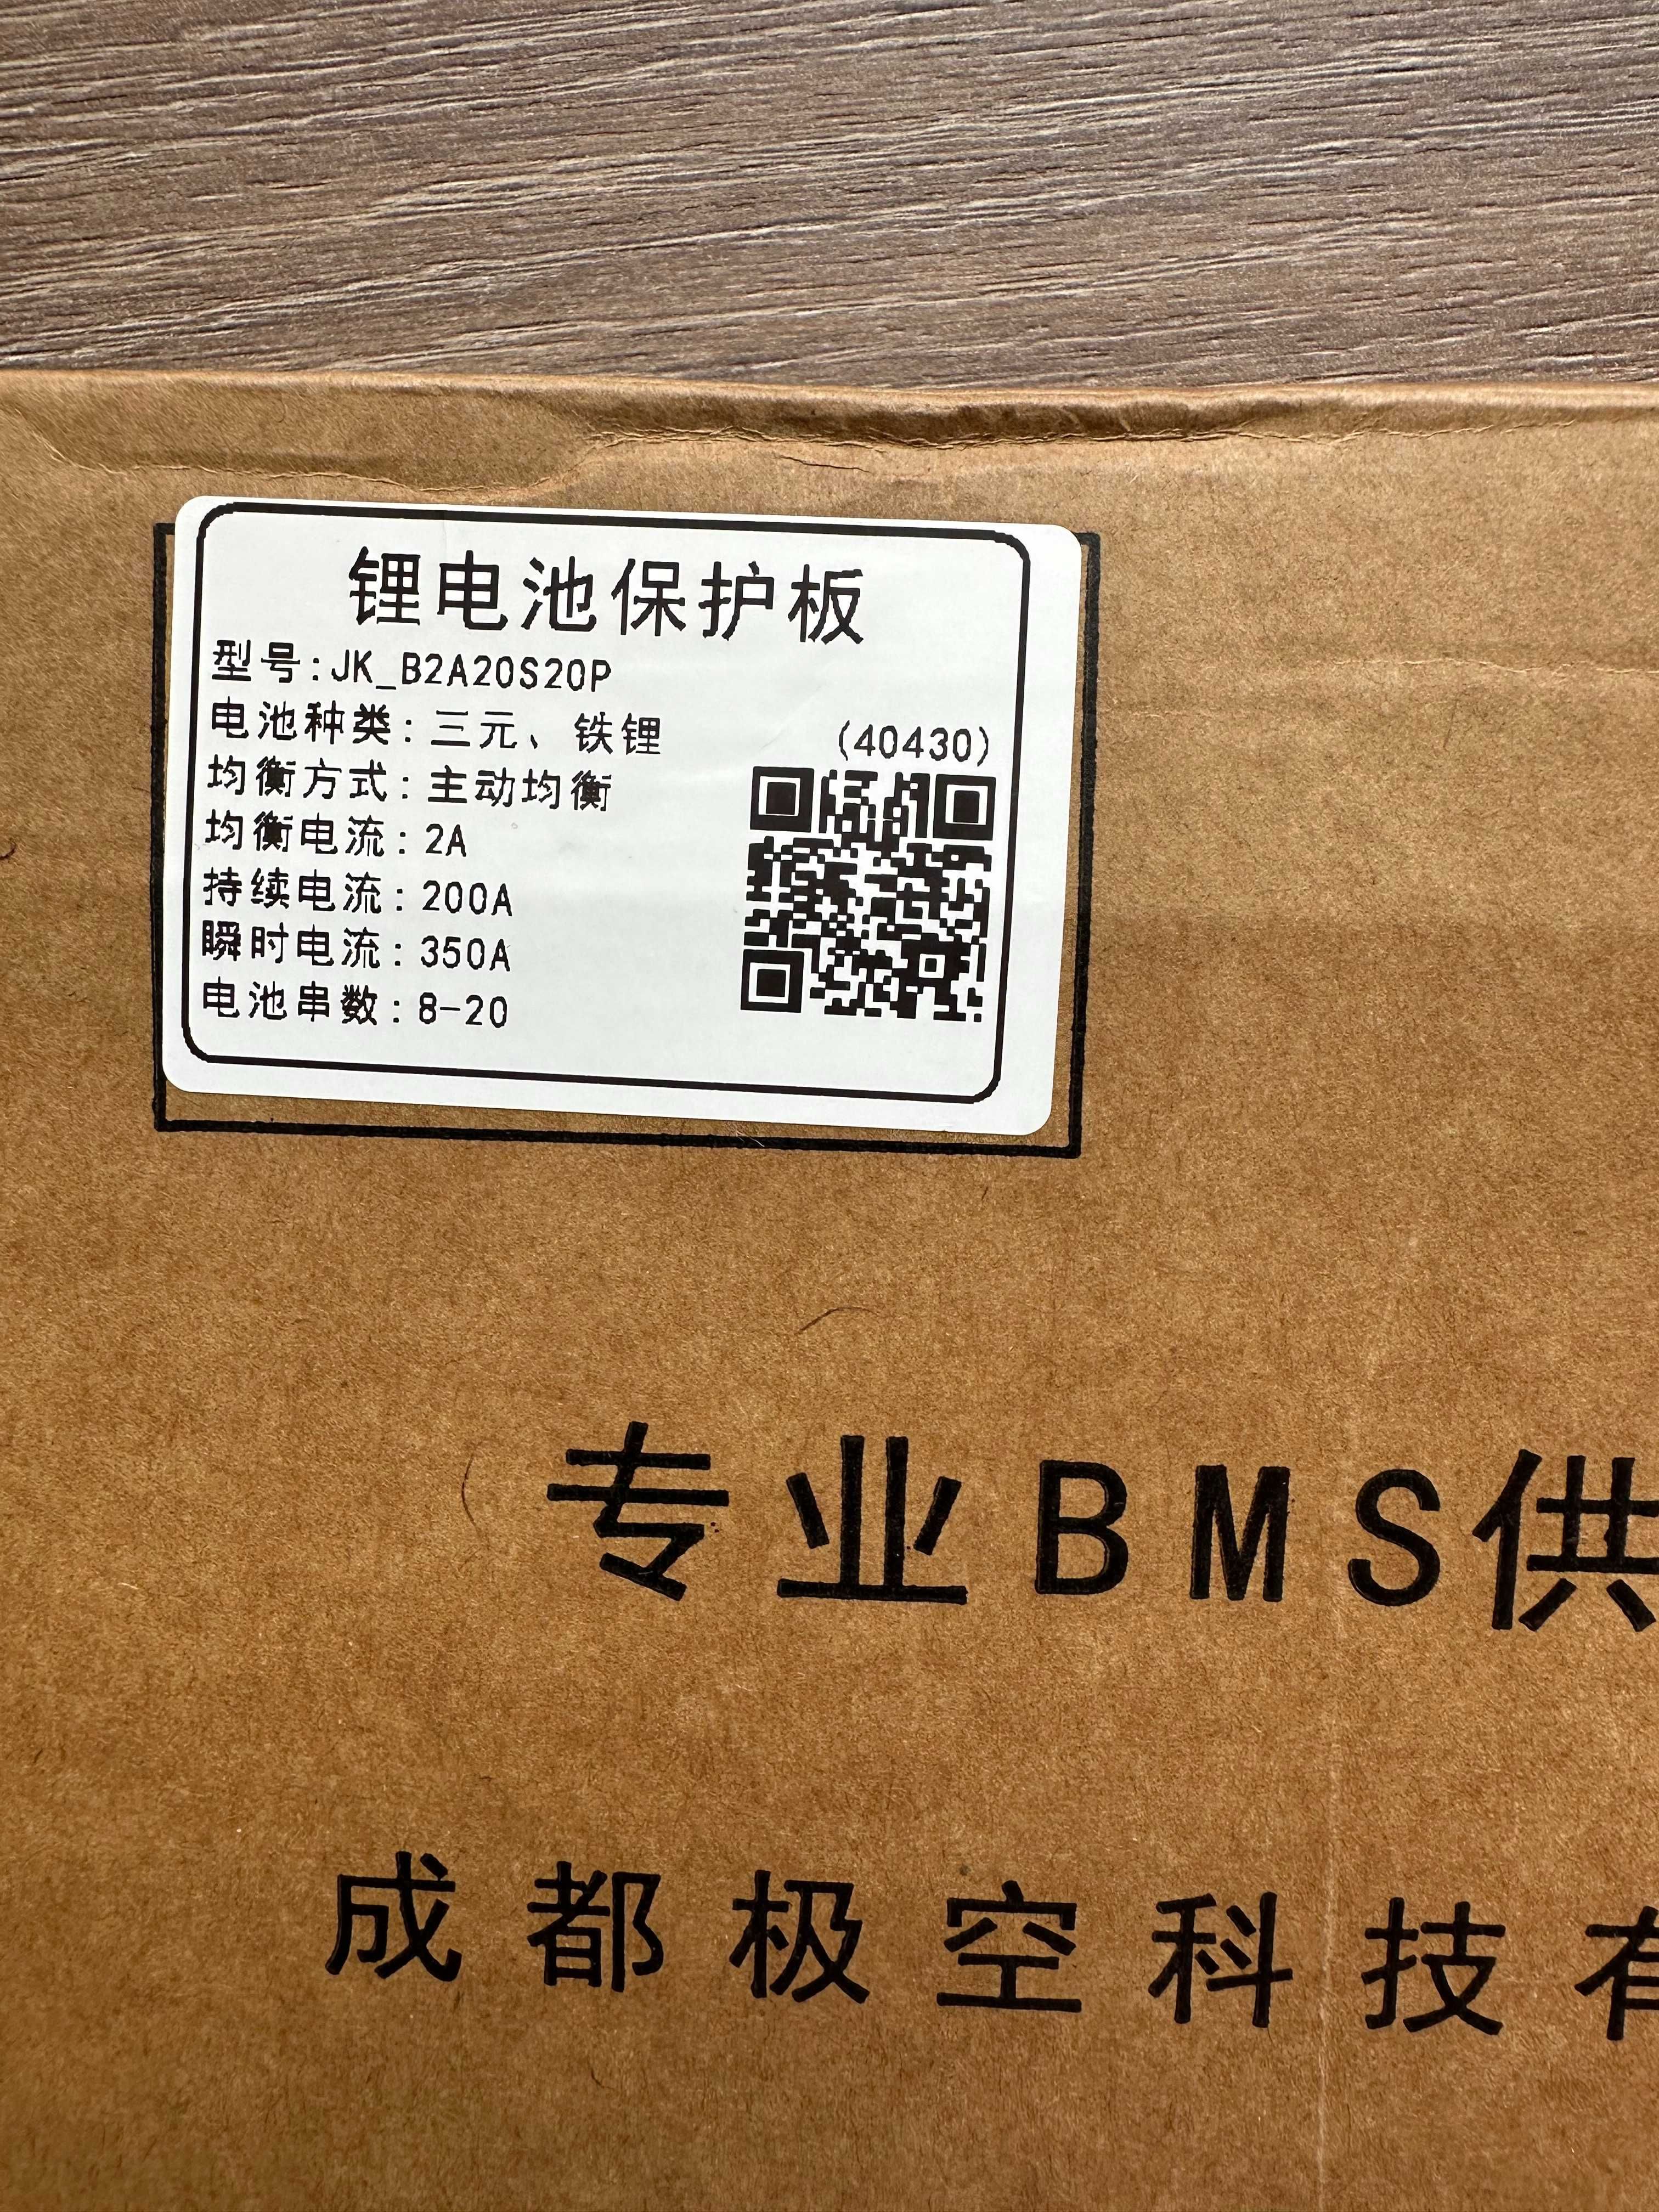 锂电池保护板
型号:JK_B2A20S20P
电池种类:三元、铁锂
(40430)
均衡方式:主动均衡
均衡电流:2A
持续电流:200A
瞬时电流:350A
电池串数:8-20
专业BMS供
成都极空科技有